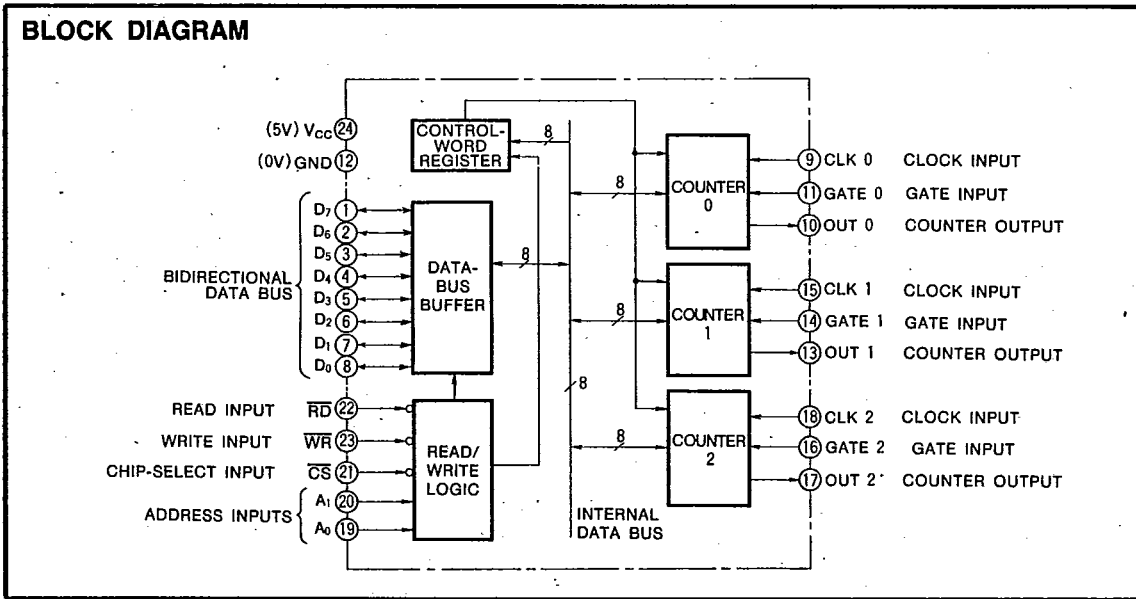 BLOCK DIAGRAM
(5V) VCC 24
(0V) GND 12
D7 1
D6 2
D5 3
D4 4
D3 5
D2 6
D1 7
D0 8
BIDIRECTIONAL
DATA BUS
READ INPUT RD 22
WRITE INPUT WR 23
CHIP-SELECT INPUT CS 21
ADDRESS INPUTS
A1 20
A0 19
CONTROL-
WORD
REGISTER
DATA-
BUS
BUFFER
READ/
WRITE
LOGIC
8
8
8
8
8
8
INTERNAL
DATA BUS
COUNTER
0
COUNTER
1
COUNTER
2
9 CLK 0 CLOCK INPUT
11 GATE 0 GATE INPUT
10 OUT 0 COUNTER OUTPUT
15 CLK 1 CLOCK INPUT
14 GATE 1 GATE INPUT
13 OUT 1 COUNTER OUTPUT
18 CLK 2 CLOCK INPUT
16 GATE 2 GATE INPUT
17 OUT 2 COUNTER OUTPUT